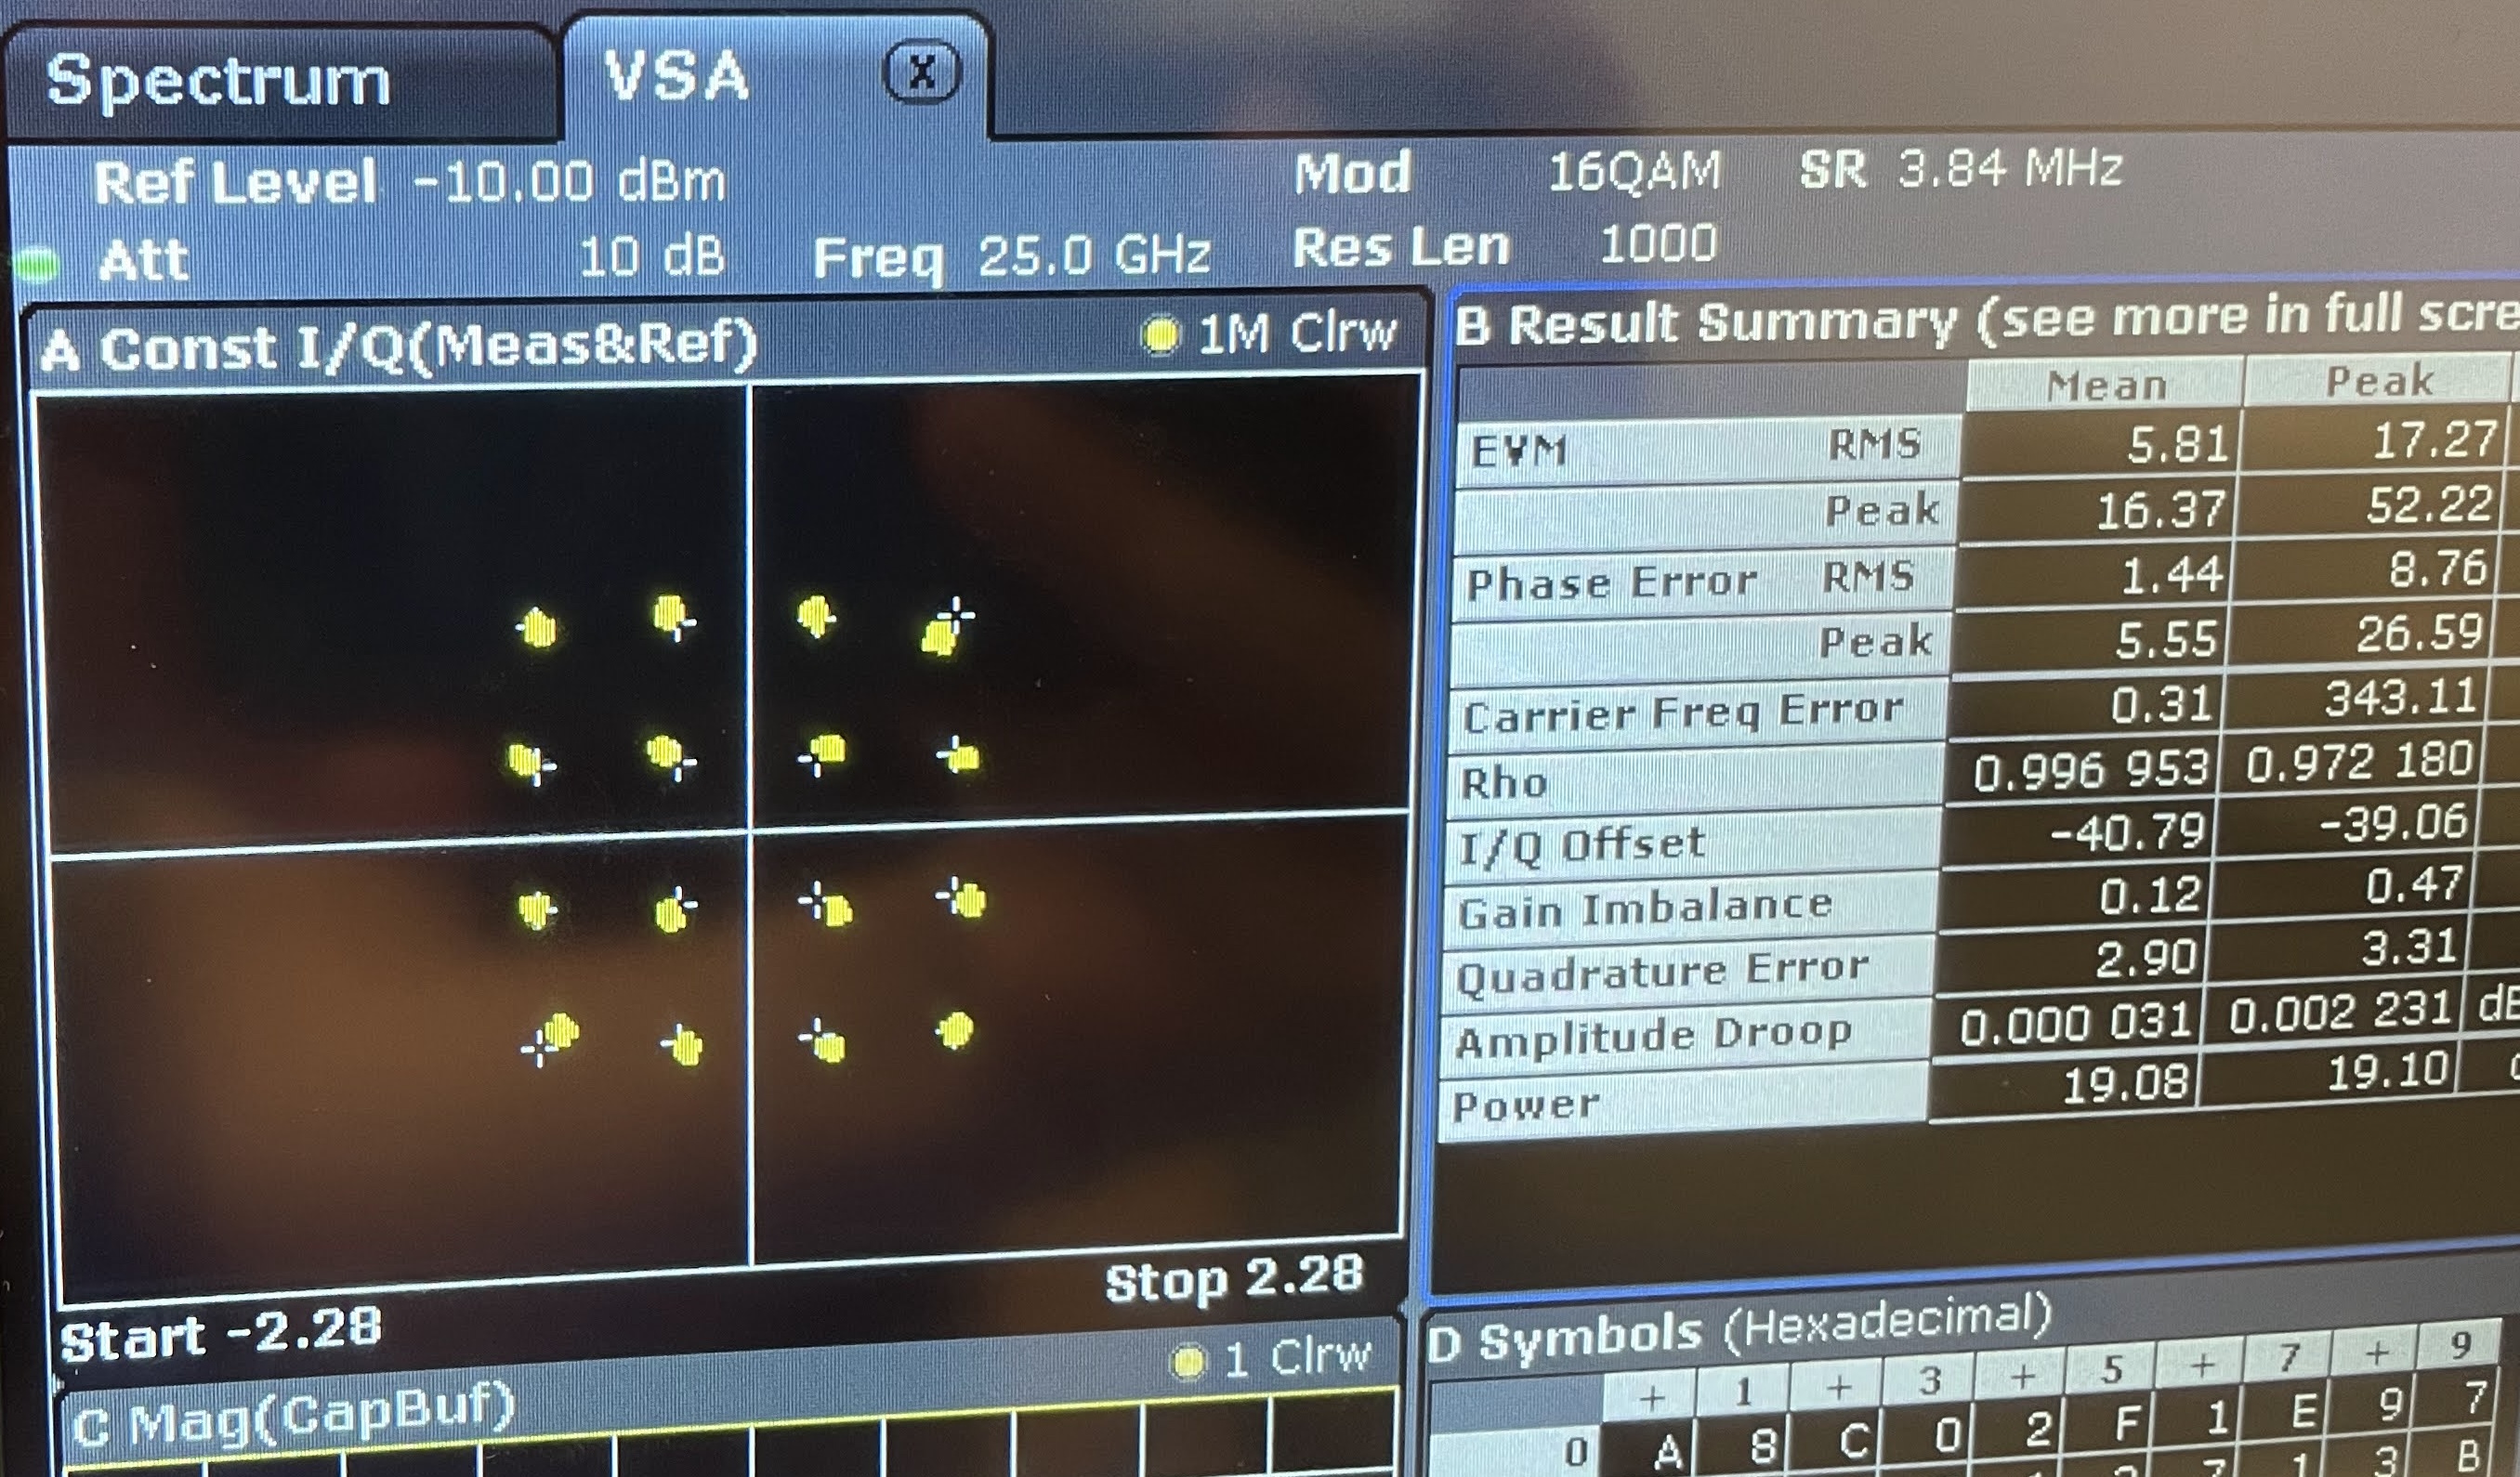 Spectrum VSA X
Ref Level -10.00 dBm Mod 16QAM SR 3.84 MHz
Att 10 dB Freq 25.0 GHz Res Len 1000
A Const I/Q(Meas&Ref) 1M Clrw
Start -2.28
Stop 2.28
B Result Summary (see more in full scre
Mean Peak
EVM RMS 5.81 17.27
Peak 16.37 52.22
Phase Error RMS 1.44 8.76
Peak 5.55 26.59
Carrier Freq Error 0.31 343.11
Rho 0.996 953 0.972 180
I/Q Offset -40.79 -39.06
Gain Imbalance 0.12 0.47
Quadrature Error 2.90 3.31
Amplitude Droop 0.000 031 0.002 231 dB
Power 19.08 19.10
C Mag(CapBuf) 1 Clrw
D Symbols (Hexadecimal)
+ 1 + 3 + 5 + 7 + 9
0 A 8 C 0 2 F 1 E 9 7
1 3 B